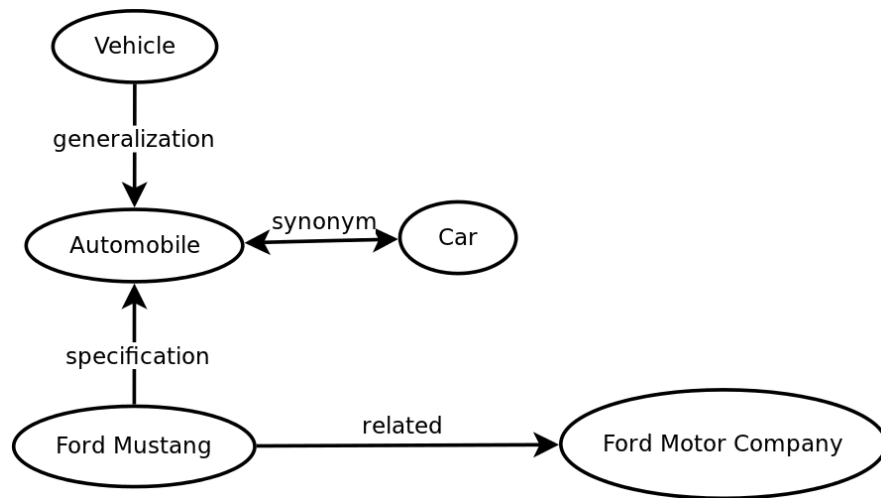 Vehicle
generalization
synonym
Automobile
Car
specification
related
Ford Mustang
Ford Motor Company